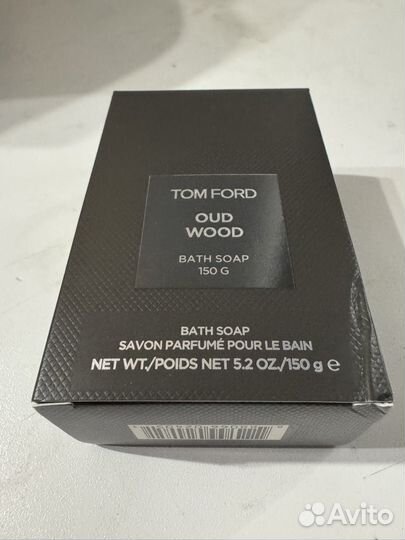 TOM FORD
OUD
WOOD
BATH SOAP
150 G
BATH SOAP
SAVON PARFUMÉ POUR LE BAIN
NET WT./POIDS NET 5.2 OZ./150 g ℮
Avito